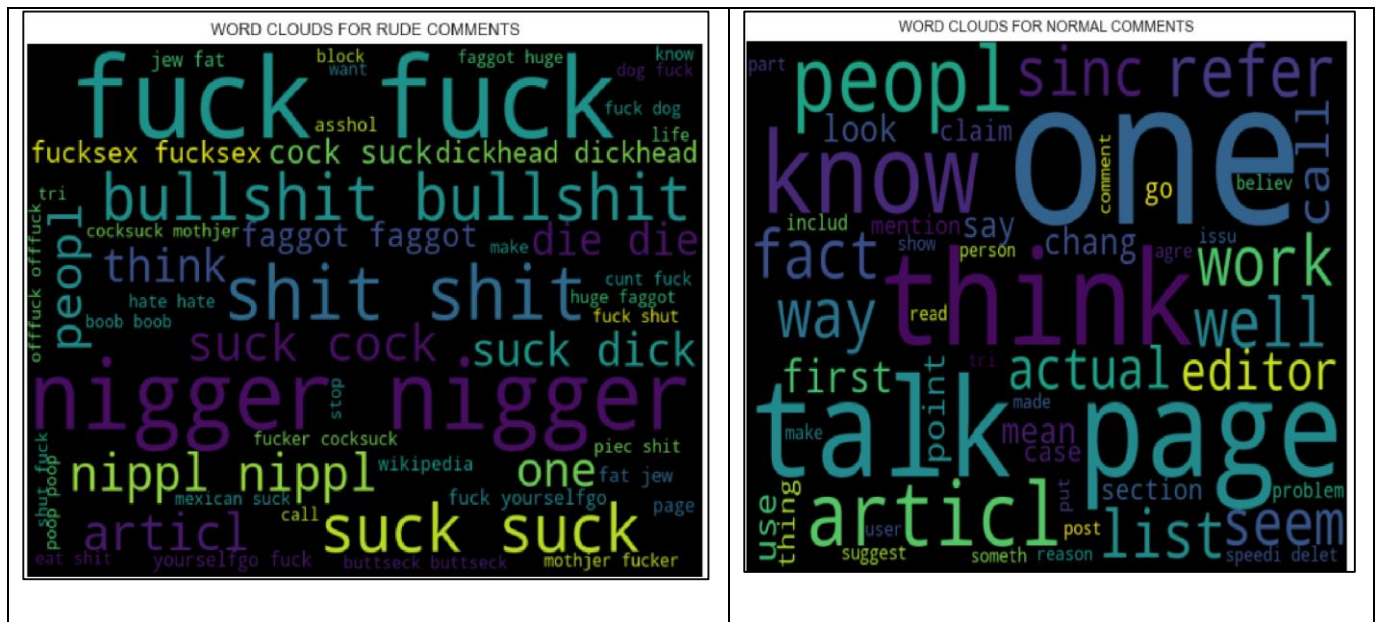 WORD CLOUDS FOR RUDE COMMENTS
jew fat
block
want
faggot huge
know
dog fuck
fuck fuck
fuck dog
asshol
life
fucksex fucksex
cock suck
dickhead dickhead
tri
bullshit bullshit
offfuck offfuck
peopl
cocksuck mothjer
faggot faggot
make
die die
think
shit shit
cunt fuck
hate hate
huge faggot
boob boob
fuck shut
suck cock
suck dick
nigger nigger
stop
fucker cocksuck
piec shit
shut fuck
poop poop
nippl nippl
wikipedia
one
fat jew
mexican suck
fuck yourselfgo
page
articl
call
suck suck
eat shit
yourselfgo fuck
buttseck buttseck
mothjer fucker
WORD CLOUDS FOR NORMAL COMMENTS
part
peopl
sinc
refer
look
claim
one
call
know
comment
go
believ
includ
mention
say
chang
issu
fact
show
person
agre
work
way
think
read
well
first
tri
actual
editor
talk page
point
made
make
mean
case
use
thing
articl
put
section
problem
user
post
list
seem
suggest
someth
reason
speedi delet